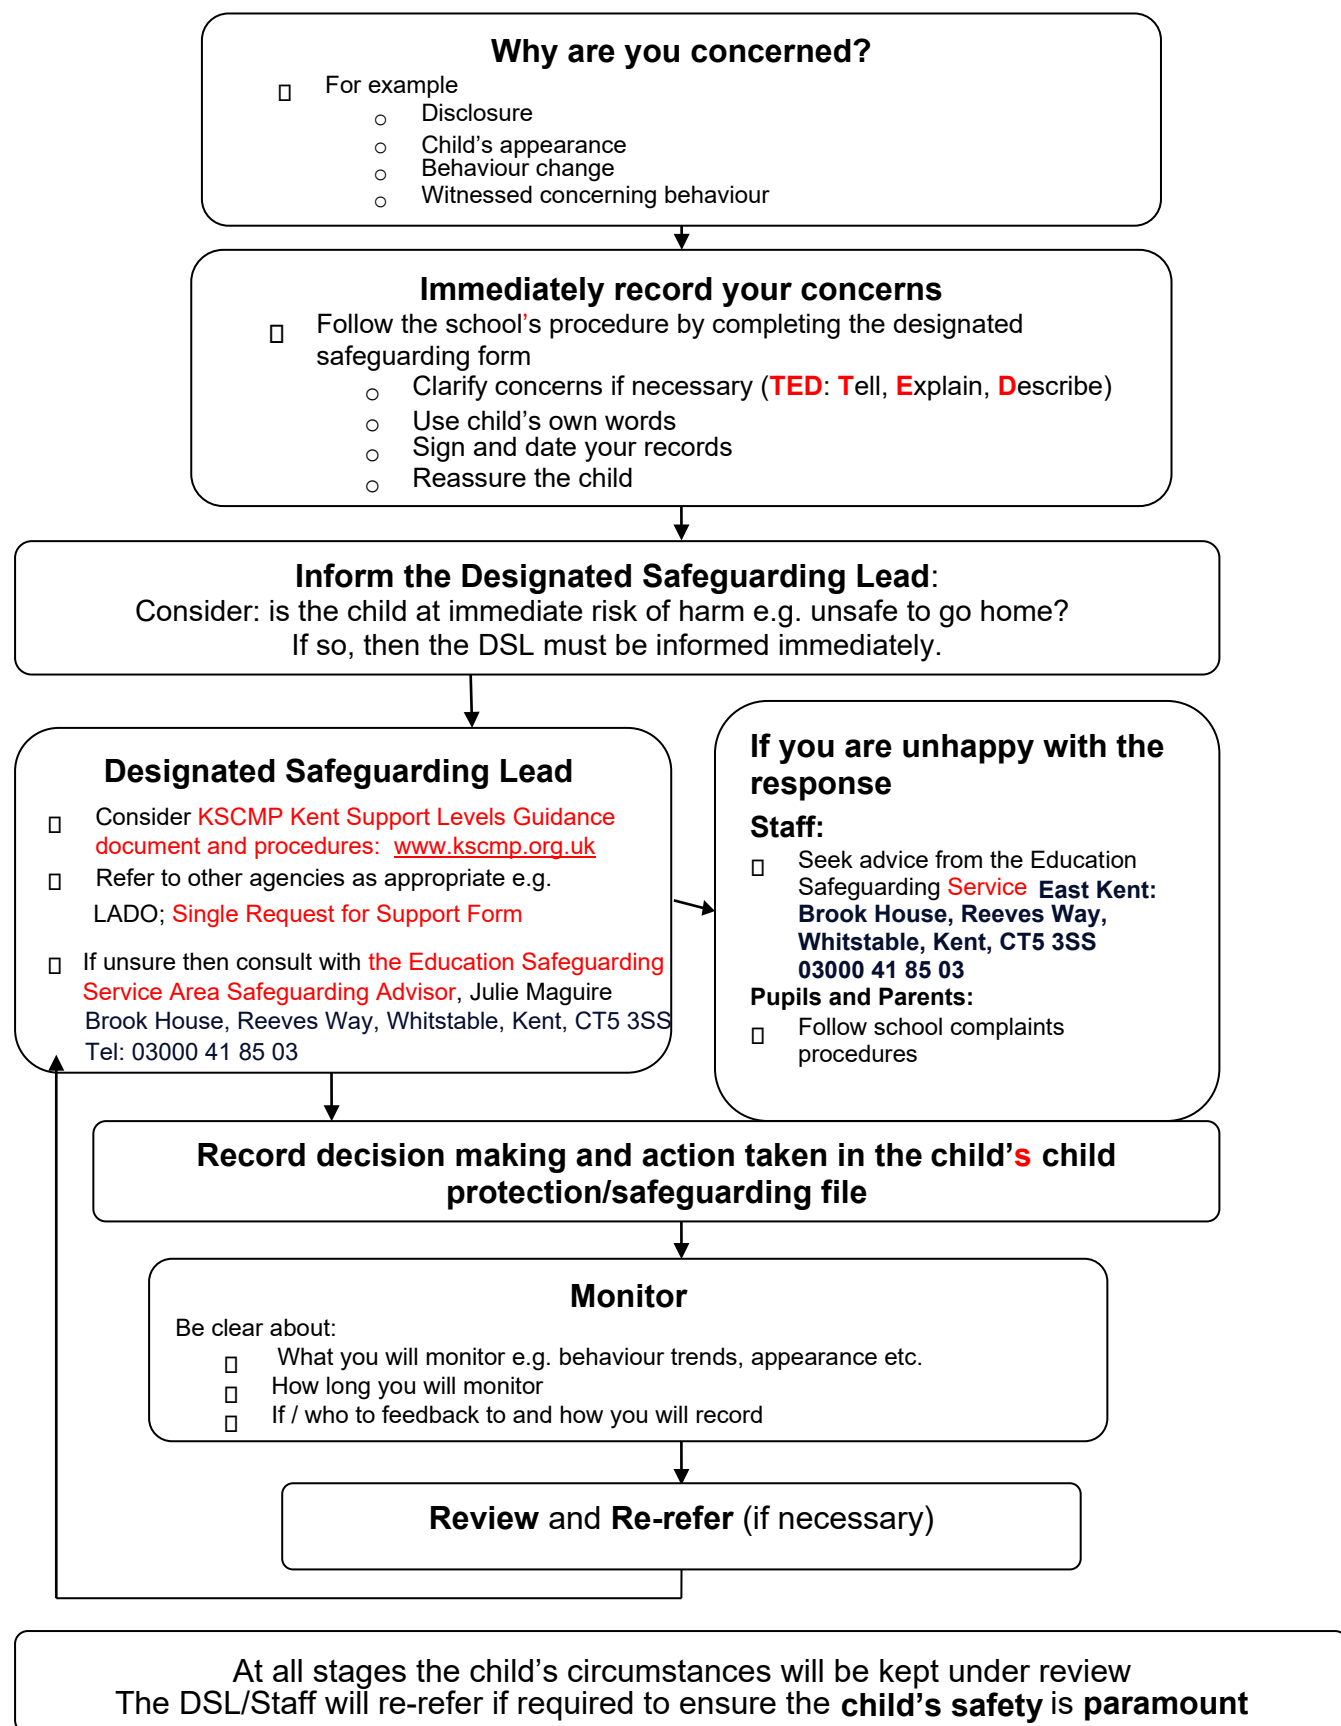 Why are you concerned?
For example
Disclosure
Child's appearance
Behaviour change
Witnessed concerning behaviour
Immediately record your concerns
Follow the school's procedure by completing the designated
safeguarding form
Clarify concerns if necessary (TED: Tell, Explain, Describe)
Use child's own words
Sign and date your records
Reassure the child
Inform the Designated Safeguarding Lead:
Consider: is the child at immediate risk of harm e.g. unsafe to go home?
If so, then the DSL must be informed immediately.
Designated Safeguarding Lead
Consider KSCMP Kent Support Levels Guidance
document and procedures: www.kscmp.org.uk
Refer to other agencies as appropriate e.g.
LADO; Single Request for Support Form
If unsure then consult with the Education Safeguarding
Service Area Safeguarding Advisor, Julie Maguire
Brook House, Reeves Way, Whitstable, Kent, CT5 3SS
Tel: 03000 41 85 03
If you are unhappy with the
response
Staff:
Seek advice from the Education
Safeguarding Service East Kent:
Brook House, Reeves Way,
Whitstable, Kent, CT5 3SS
03000 41 85 03
Pupils and Parents:
Follow school complaints
procedures
Record decision making and action taken in the child's child
protection/safeguarding file
Monitor
Be clear about:
What you will monitor e.g. behaviour trends, appearance etc.
How long you will monitor
If / who to feedback to and how you will record
Review and Re-refer (if necessary)
At all stages the child's circumstances will be kept under review
The DSL/Staff will re-refer if required to ensure the child's safety is paramount